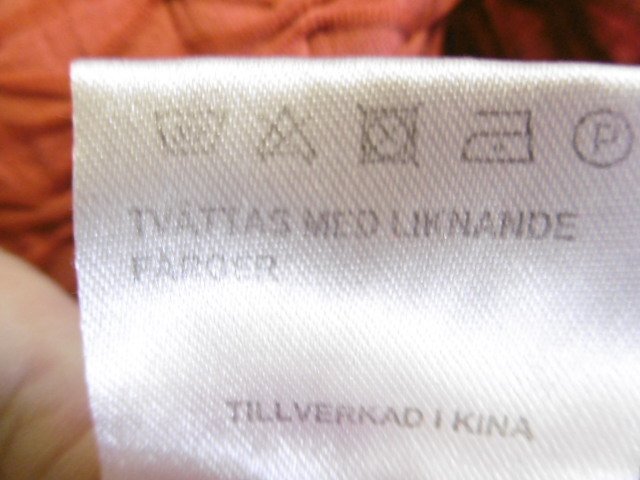 P
TVÄTTAS MED LIKNANDE
FÄRGER
TILLVERKAD I KINA